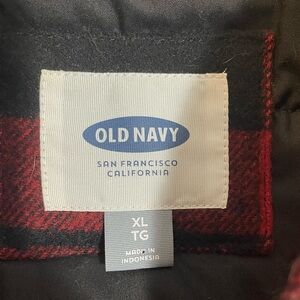 OLD NAVY
SAN FRANCISCO
CALIFORNIA
XL
TG
MADE IN
INDONESIA